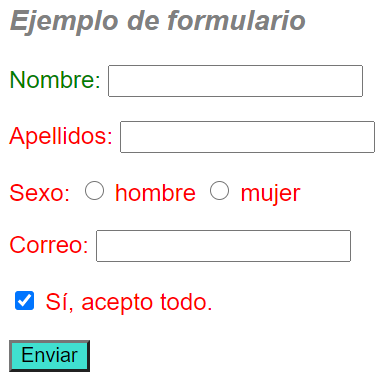 Ejemplo de formulario
Nombre:
Apellidos:
Sexo: hombre mujer
Correo:
Sí, acepto todo.
Enviar